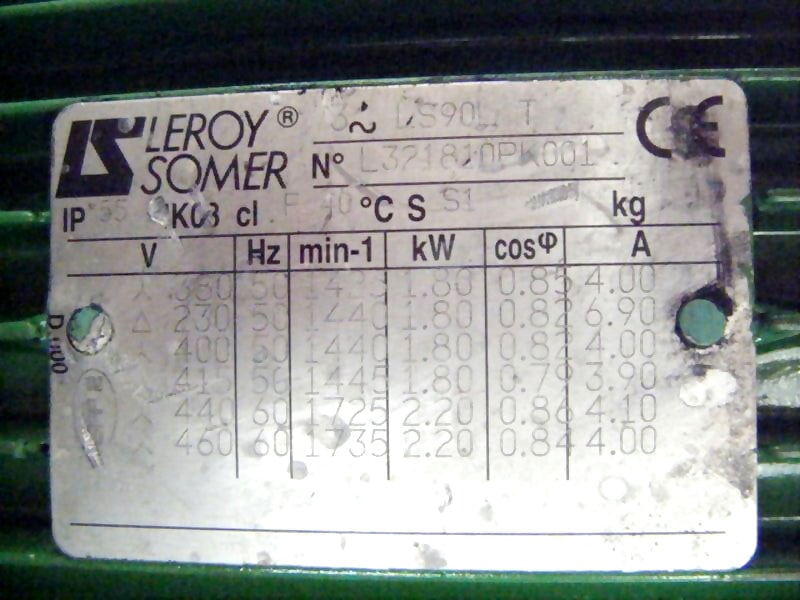 LEROY SOMER ®
3 ~ LS90L T
N° L321810PK001
CE
IP 55 IK08 cl F 40 °C S S1 kg
V Hz min-1 kW cosφ A
380 50 1.80 0.85 4.00
Δ 230 50 1440 1.80 0.82 6.90
400 50 1440 1.80 0.82 4.00
415 50 1445 1.80 0.79 3.90
440 60 1725 2.20 0.86 4.10
460 60 1735 2.20 0.84 4.00